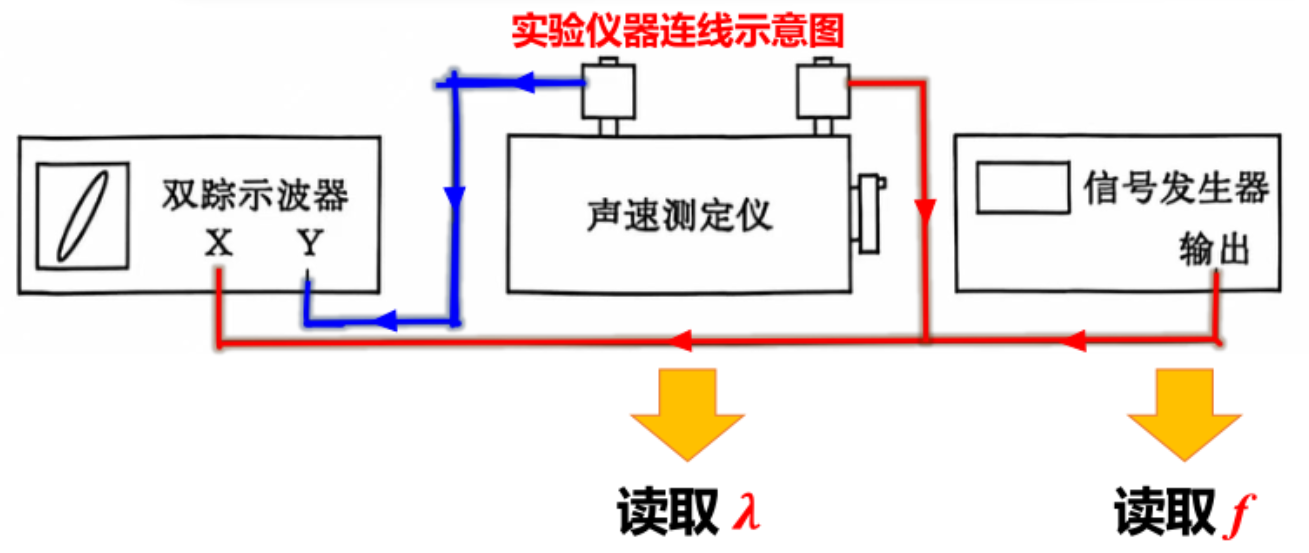 实验仪器连线示意图
双踪示波器
X Y
声速测定仪
信号发生器
输出
读取 λ
读取 f